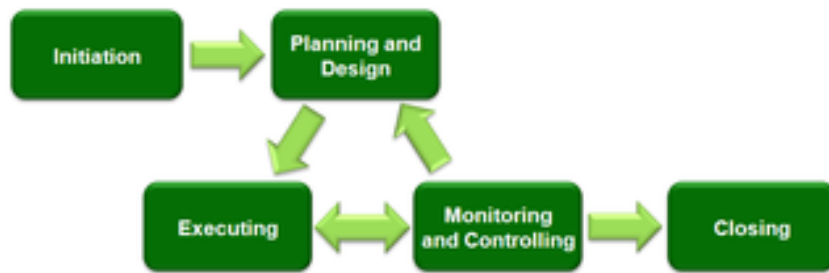 Initiation
Planning and
Design
Executing
Monitoring
and Controlling
Closing